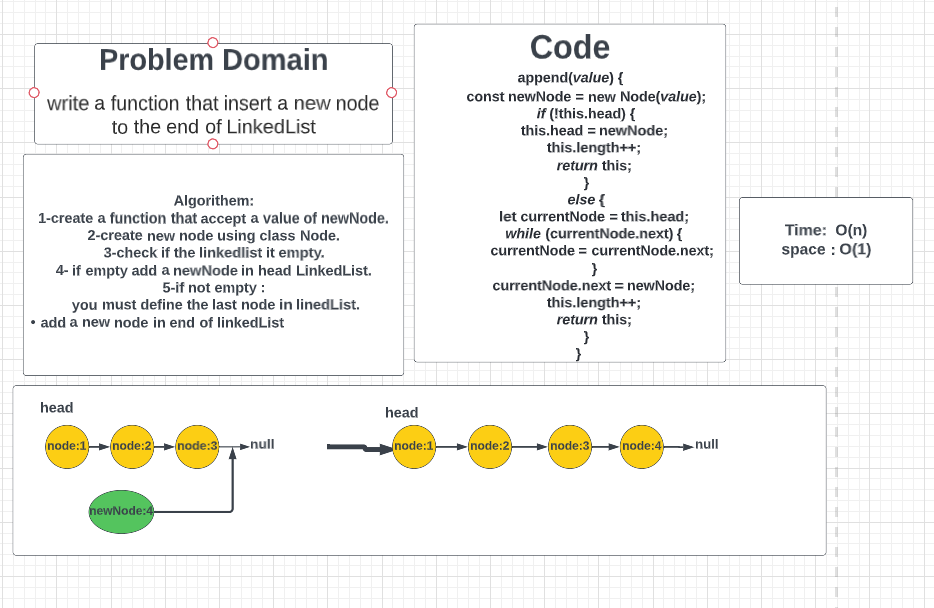 Problem Domain
write a function that insert a new node
to the end of LinkedList
Algorithem:
1-create a function that accept a value of newNode.
2-create new node using class Node.
3-check if the linkedlist it empty.
4- if empty add a newNode in head LinkedList.
5-if not empty :
you must define the last node in linedList.
• add a new node in end of linkedList
Code
append(value) {
const newNode = new Node(value);
if (!this.head) {
this.head = newNode;
this.length++;
return this;
}
else {
let currentNode = this.head;
while (currentNode.next) {
currentNode = currentNode.next;
}
currentNode.next = newNode;
this.length++;
return this;
}
}
Time: O(n)
space : O(1)
head
node:1 node:2 node:3 null
newNode:4
head
node:1 node:2 node:3 node:4 null